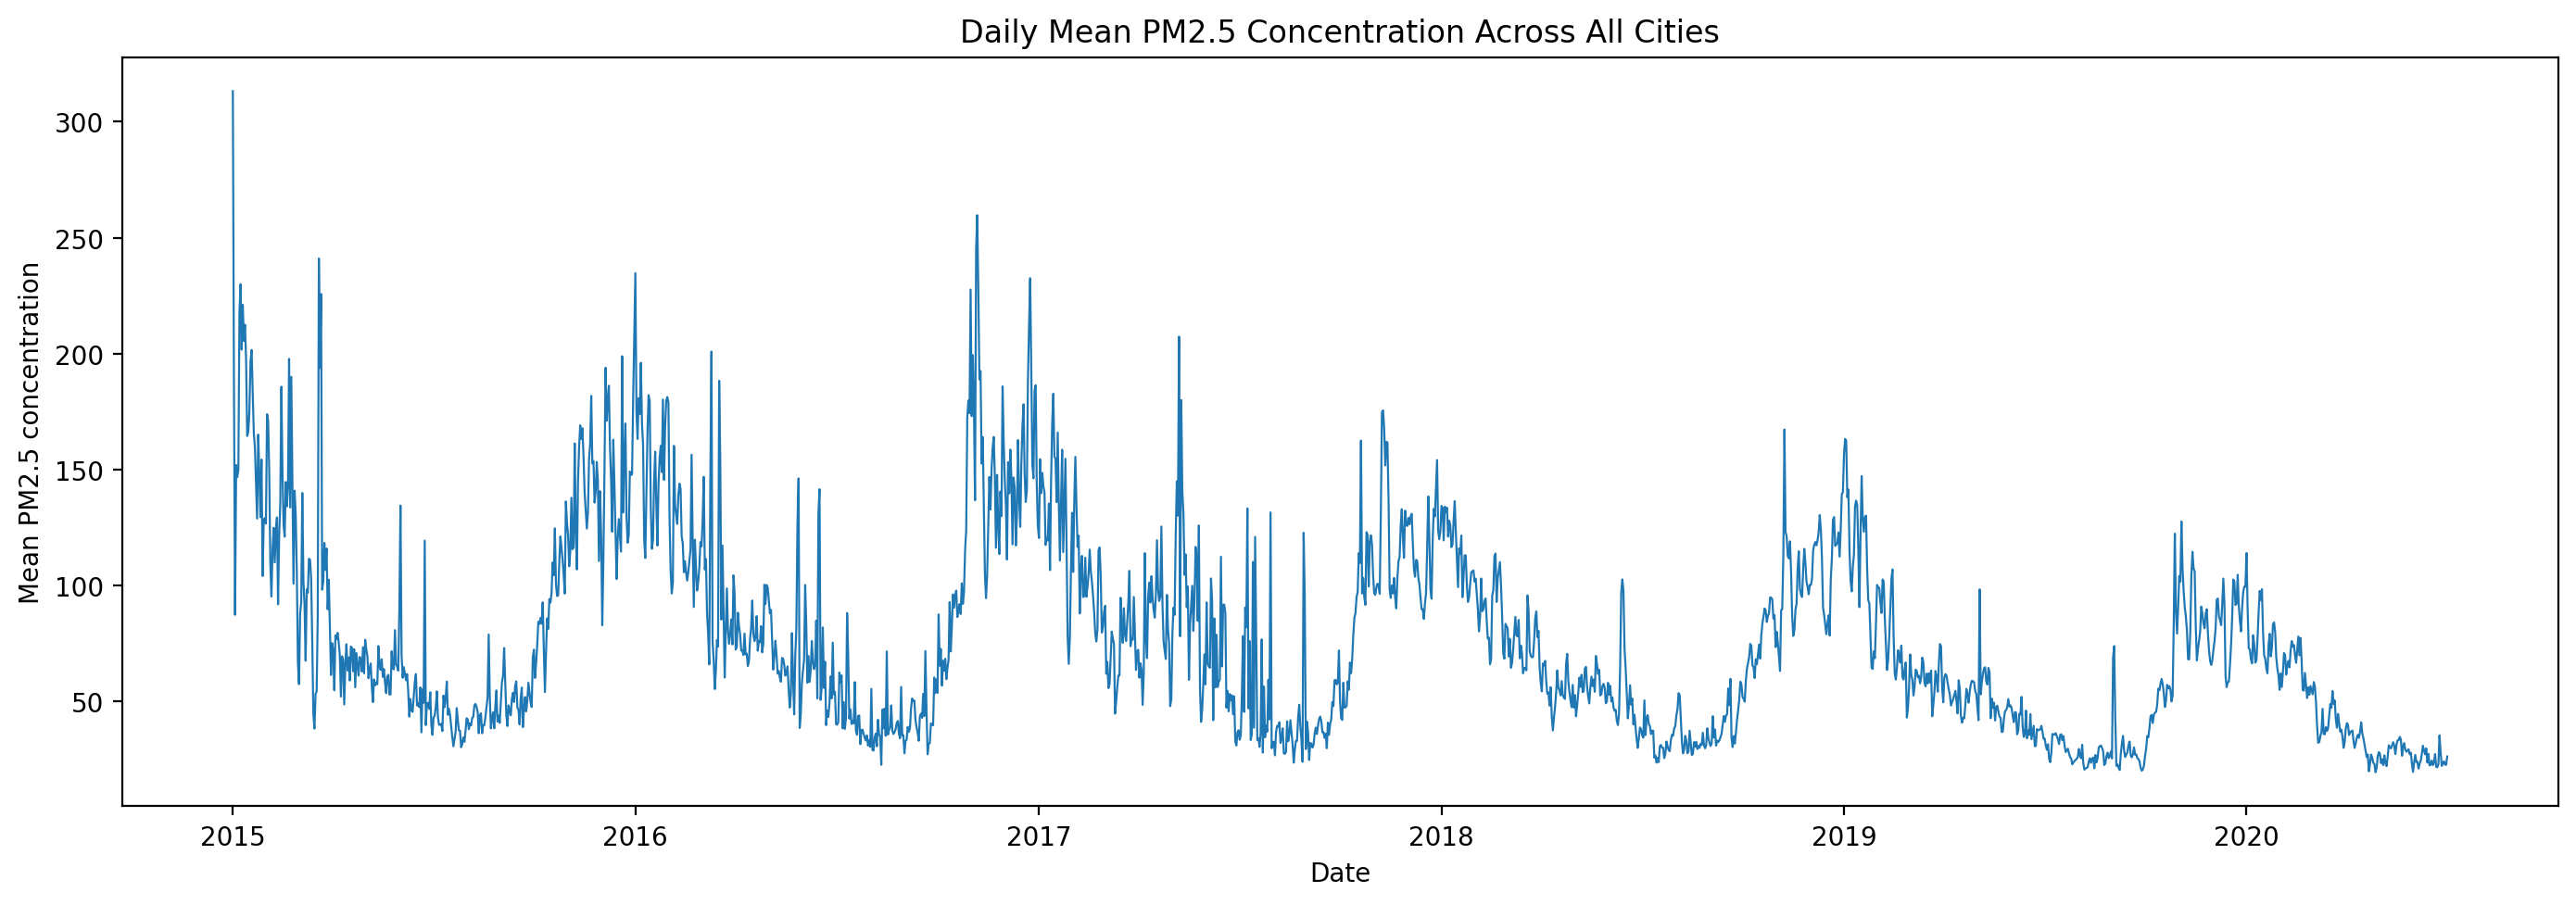 Daily Mean PM2.5 Concentration Across All Cities
Mean PM2.5 concentration
300
250
200
150
100
50
2015 2016 2017 2018 2019 2020
Date